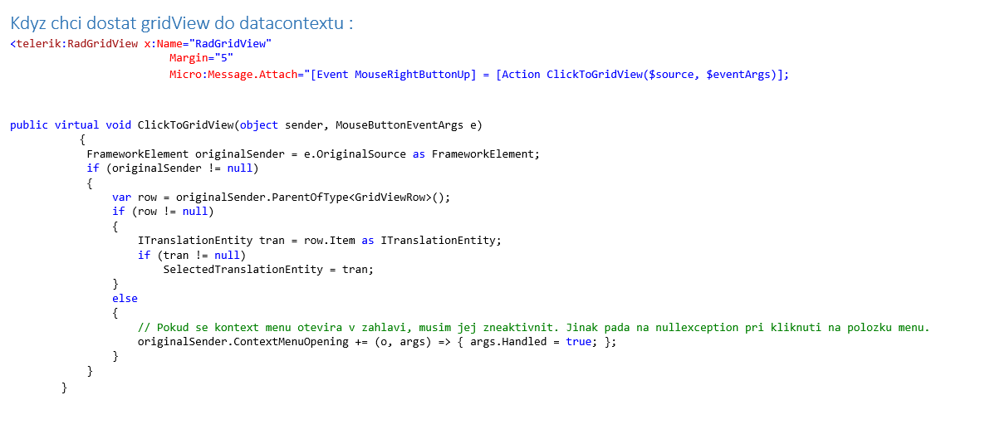 Kdyz chci dostat gridView do datacontextu :
<telerik:RadGridView x:Name="RadGridView"
Margin="5"
Micro:Message.Attach="[Event MouseRightButtonUp] = [Action ClickToGridView($source, $eventArgs)];
public virtual void ClickToGridView(object sender, MouseButtonEventArgs e)
{
FrameworkElement originalSender = e.OriginalSource as FrameworkElement;
if (originalSender != null)
{
var row = originalSender.ParentOfType<GridViewRow>();
if (row != null)
{
ITranslationEntity tran = row.Item as ITranslationEntity;
if (tran != null)
SelectedTranslationEntity = tran;
}
else
{
// Pokud se kontext menu otevira v zahlavi, musim jej zneaktivnit. Jinak pada na nullexception pri kliknuti na polozku menu.
originalSender.ContextMenuOpening += (o, args) => { args.Handled = true; };
}
}
}